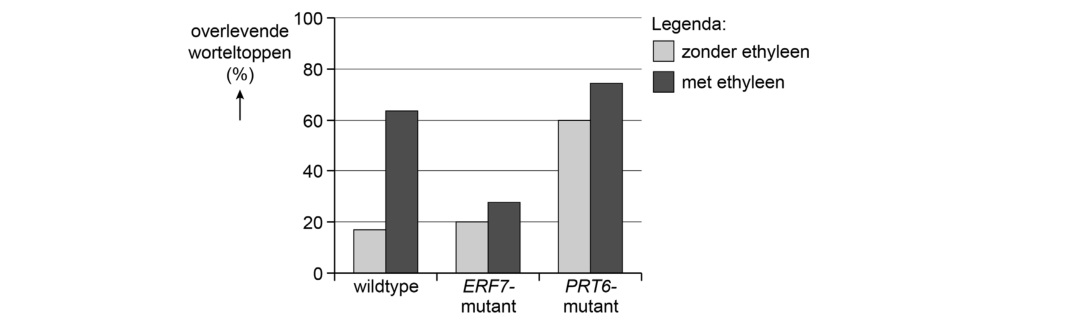 overlevende
worteltoppen
(%)
100
80
60
40
20
0
wildtype
ERF7-
mutant
PRT6-
mutant
Legenda:
zonder ethyleen
met ethyleen